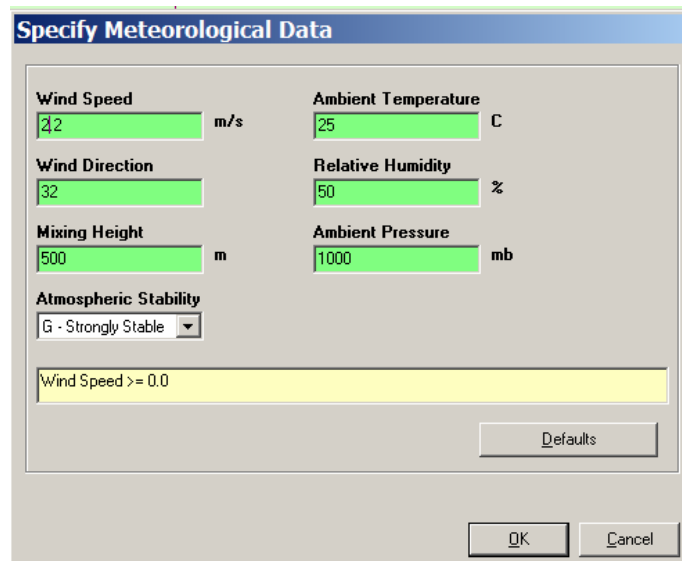 Specify Meteorological Data
Wind Speed
2.2 m/s
Ambient Temperature
25 C
Wind Direction
32
Relative Humidity
50 %
Mixing Height
500 m
Ambient Pressure
1000 mb
Atmospheric Stability
G - Strongly Stable
Wind Speed >= 0.0
Defaults
OK
Cancel